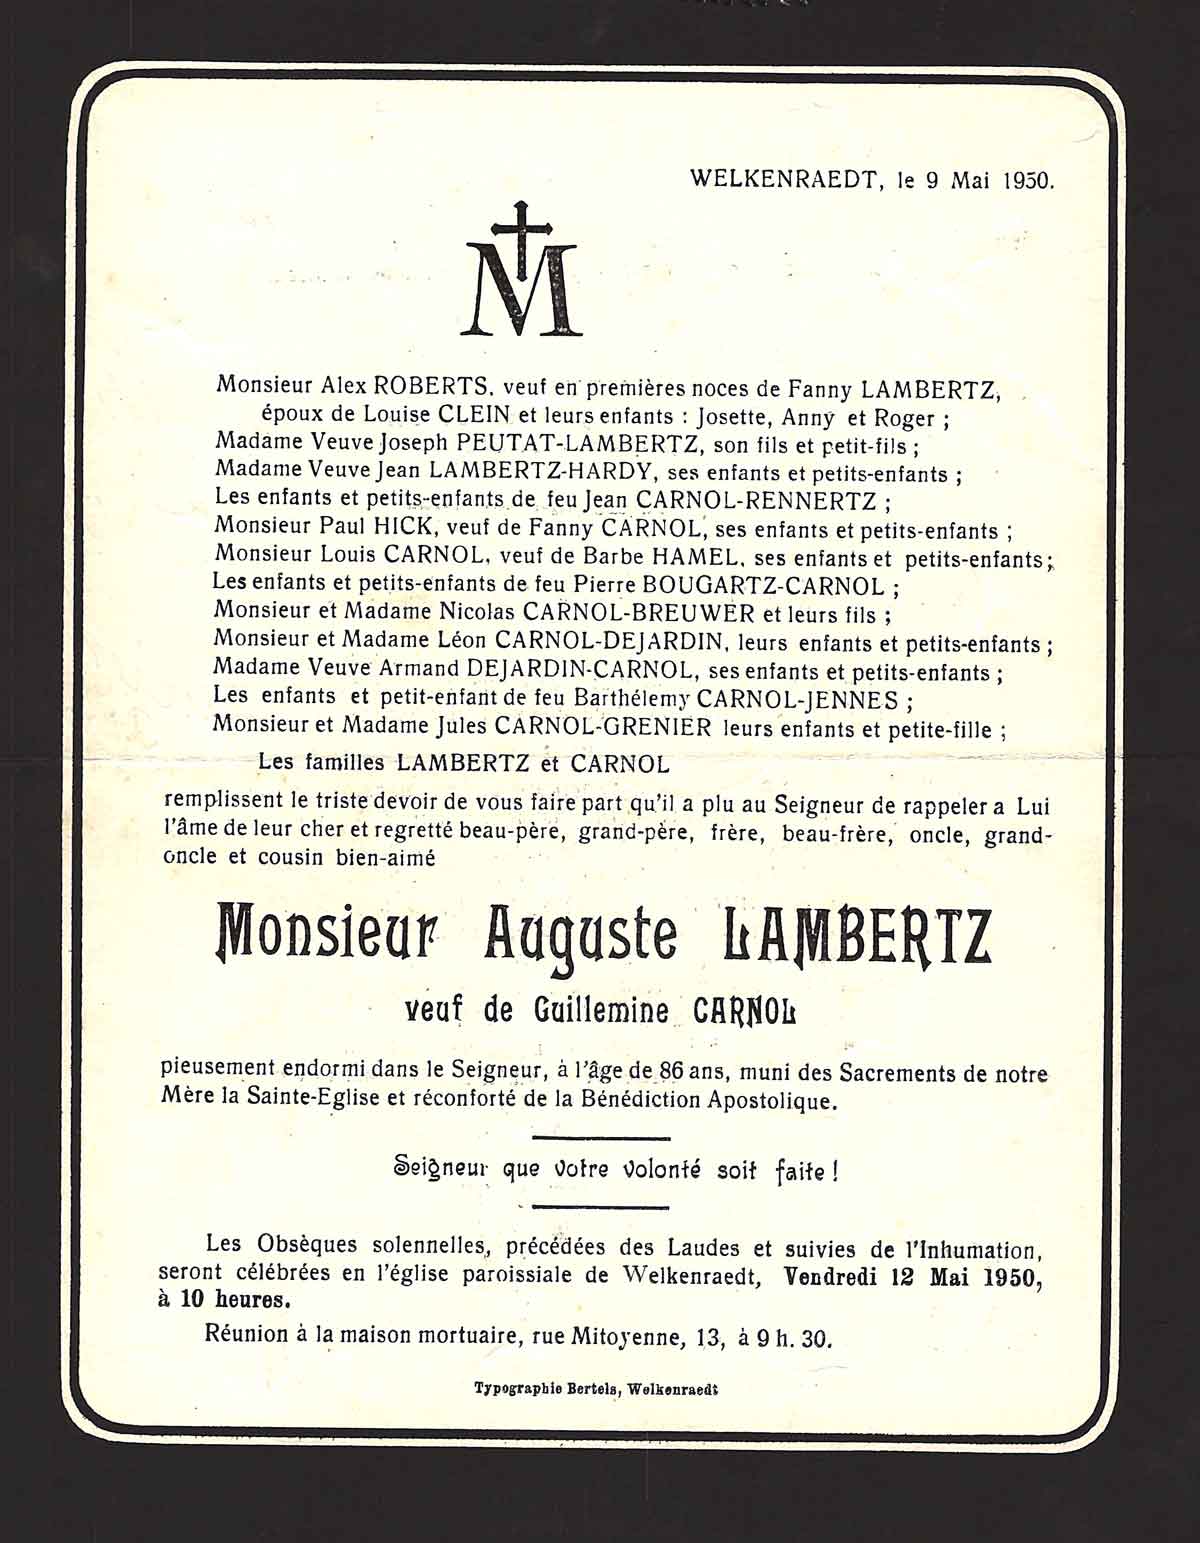 WELKENRAEDT, le 9 Mai 1950.
M
Monsieur Alex ROBERTS, veuf en premières noces de Fanny LAMBERTZ,
époux de Louise CLEIN et leurs enfants : Josette, Anny et Roger ;
Madame Veuve Joseph PEUTAT-LAMBERTZ, son fils et petit-fils ;
Madame Veuve Jean LAMBERTZ-HARDY, ses enfants et petits-enfants ;
Les enfants et petits-enfants de feu Jean CARNOL-RENNERTZ ;
Monsieur Paul HICK, veuf de Fanny CARNOL, ses enfants et petits-enfants ;
Monsieur Louis CARNOL, veuf de Barbe HAMEL, ses enfants et petits-enfants ;
Les enfants et petits-enfants de feu Pierre BOUGARTZ-CARNOL ;
Monsieur et Madame Nicolas CARNOL-BREUWER et leurs fils ;
Monsieur et Madame Léon CARNOL-DEJARDIN, leurs enfants et petits-enfants ;
Madame Veuve Armand DEJARDIN-CARNOL, ses enfants et petits-enfants ;
Les enfants et petit-enfant de feu Barthélemy CARNOL-JENNES ;
Monsieur et Madame Jules CARNOL-GRENIER leurs enfants et petite-fille ;
Les familles LAMBERTZ et CARNOL
remplissent le triste devoir de vous faire part qu'il a plu au Seigneur de rappeler a Lui
l'âme de leur cher et regretté beau-père, grand-père, frère, beau-frère, oncle, grand-
oncle et cousin bien-aimé
Monsieur Auguste LAMBERTZ
veuf de Guillemine CARNOL
pieusement endormi dans le Seigneur, à l'âge de 86 ans, muni des Sacrements de notre
Mère la Sainte-Eglise et réconforté de la Bénédiction Apostolique.
Seigneur que votre volonté soit faite !
Les Obsèques solennelles, précédées des Laudes et suivies de l'Inhumation,
seront célébrées en l'église paroissiale de Welkenraedt, Vendredi 12 Mai 1950,
à 10 heures.
Réunion à la maison mortuaire, rue Mitoyenne, 13, à 9 h. 30.
Typographie Bertels, Welkenraedt